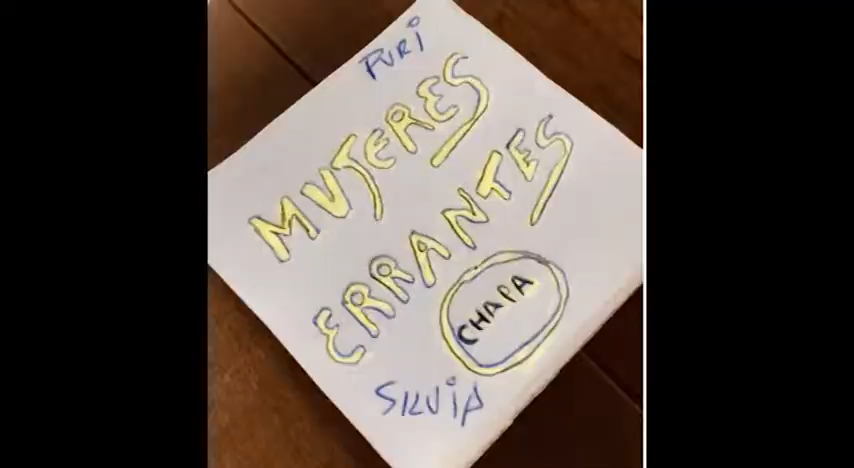 PURI
MUJERES
ERRANTES
CHAPA
SILVIA